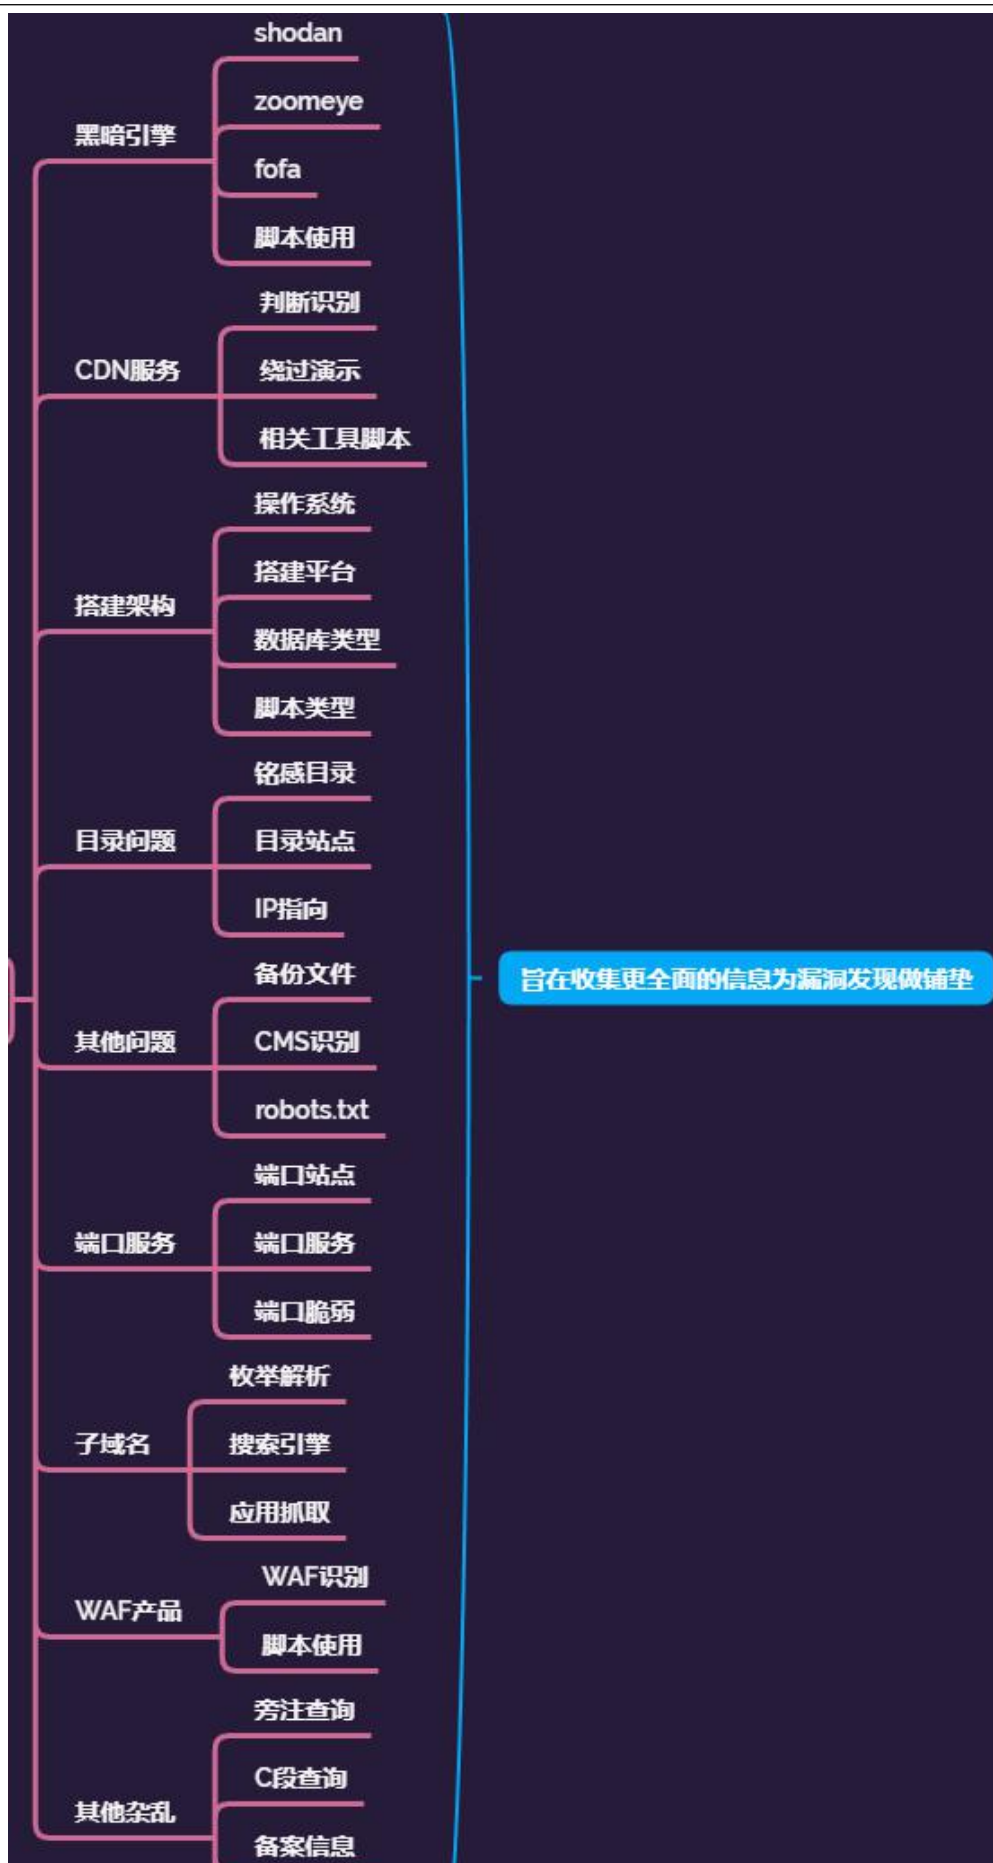 黑暗引擎
shodan
zoomeye
fofa
脚本使用
CDN服务
判断识别
绕过演示
相关工具脚本
搭建架构
操作系统
搭建平台
数据库类型
脚本类型
目录问题
铭感目录
目录站点
IP指向
其他问题
备份文件
CMS识别
robots.txt
端口服务
端口站点
端口服务
端口脆弱
子域名
枚举解析
搜索引擎
应用抓取
WAF产品
WAF识别
脚本使用
其他杂乱
旁注查询
C段查询
备案信息
旨在收集更全面的信息为漏洞发现做铺垫